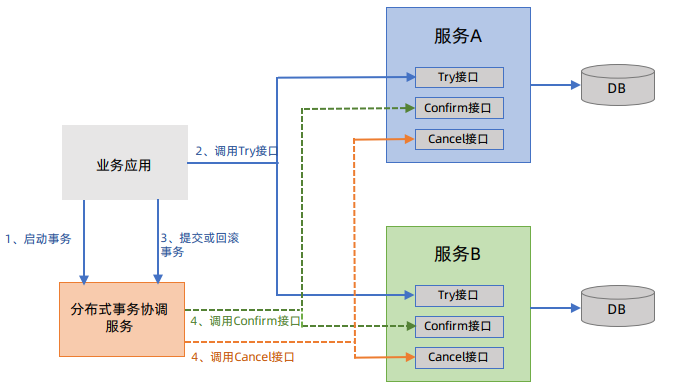 服务A
Try接口
Confirm接口
Cancel接口
DB
业务应用
2、调用Try接口
1、启动事务
3、提交或回滚
事务
分布式事务协调
服务
4、调用Confirm接口
4、调用Cancel接口
服务B
Try接口
Confirm接口
Cancel接口
DB